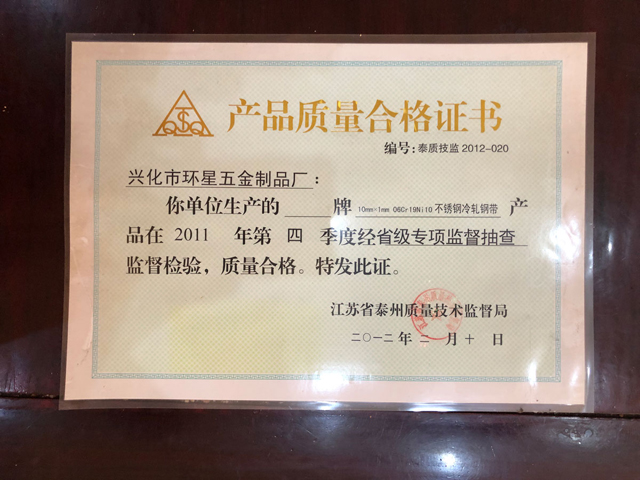 产品质量合格证书
编号：泰质技监 2012-020
兴化市环星五金制品厂：
你单位生产的 牌 10mm-1mm 06Cr19Ni10 不锈钢冷轧钢带 产
品在 2011 年第 四 季度经省级专项监督抽查
监督检验，质量合格。特发此证。
江苏省泰州质量技术监督局
二〇一二年 二 月 十 日